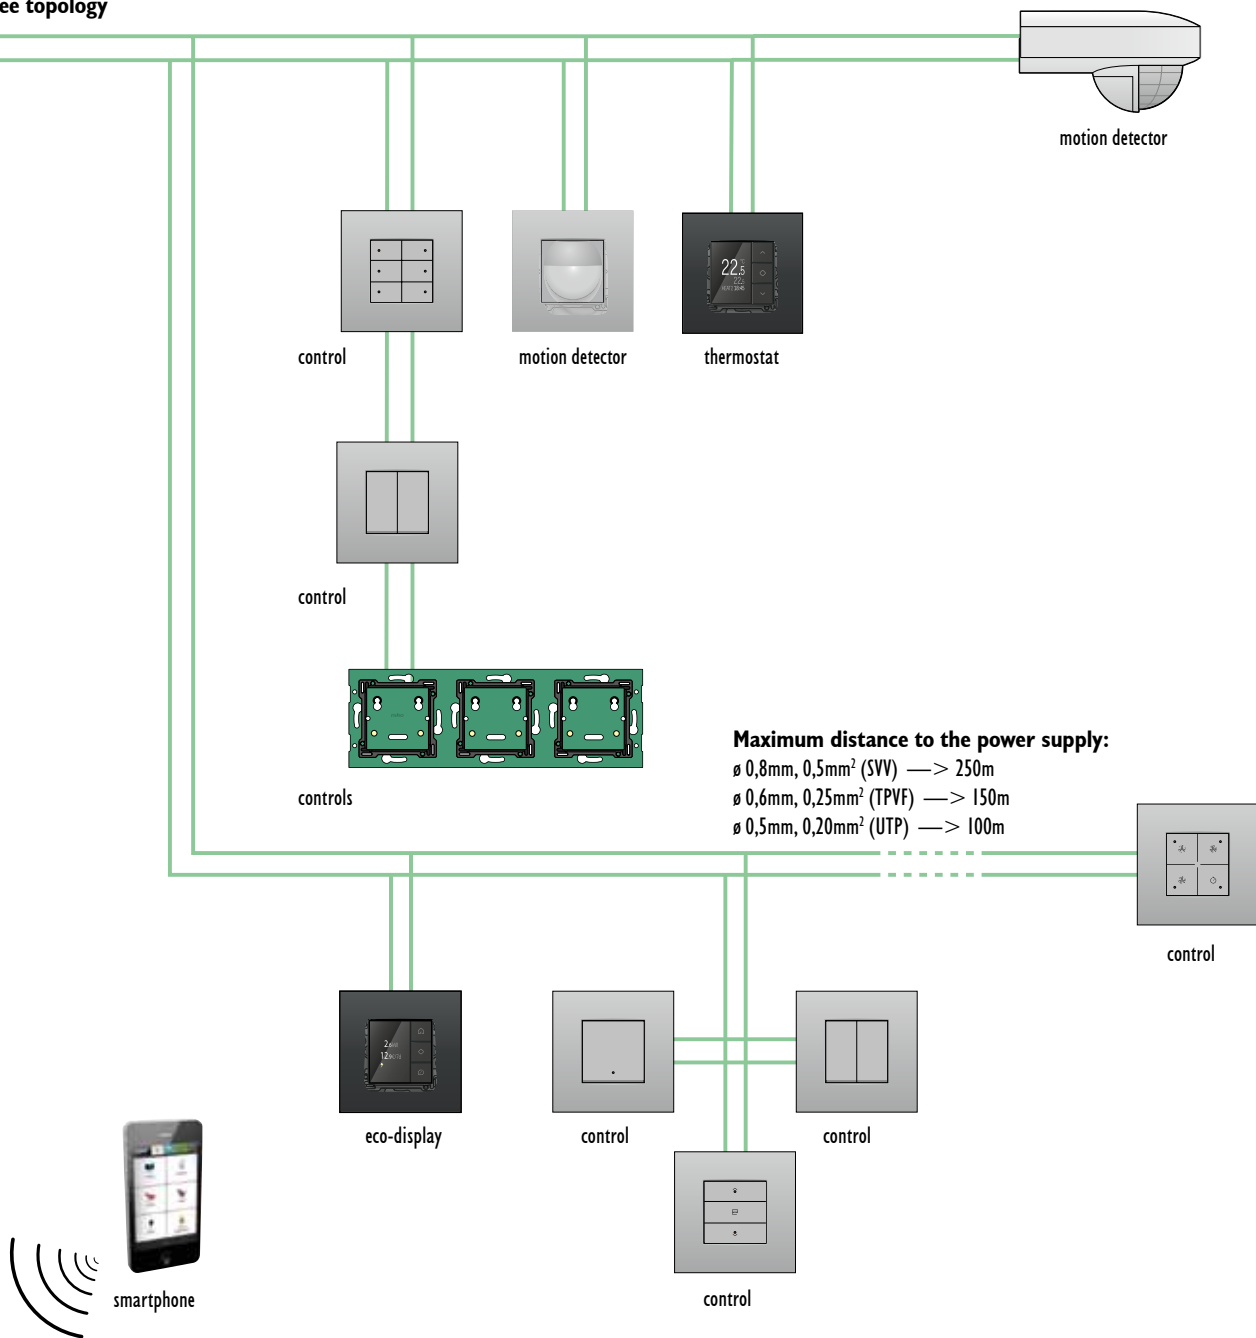 ee topology
motion detector
22.5
control
motion detector
thermostat
control
controls
Maximum distance to the power supply:
ø 0,8mm, 0,5mm² (SVV) —> 250m
ø 0,6mm, 0,25mm² (TPVF) —> 150m
ø 0,5mm, 0,20mm² (UTP) —> 100m
control
eco-display
control
control
smartphone
control